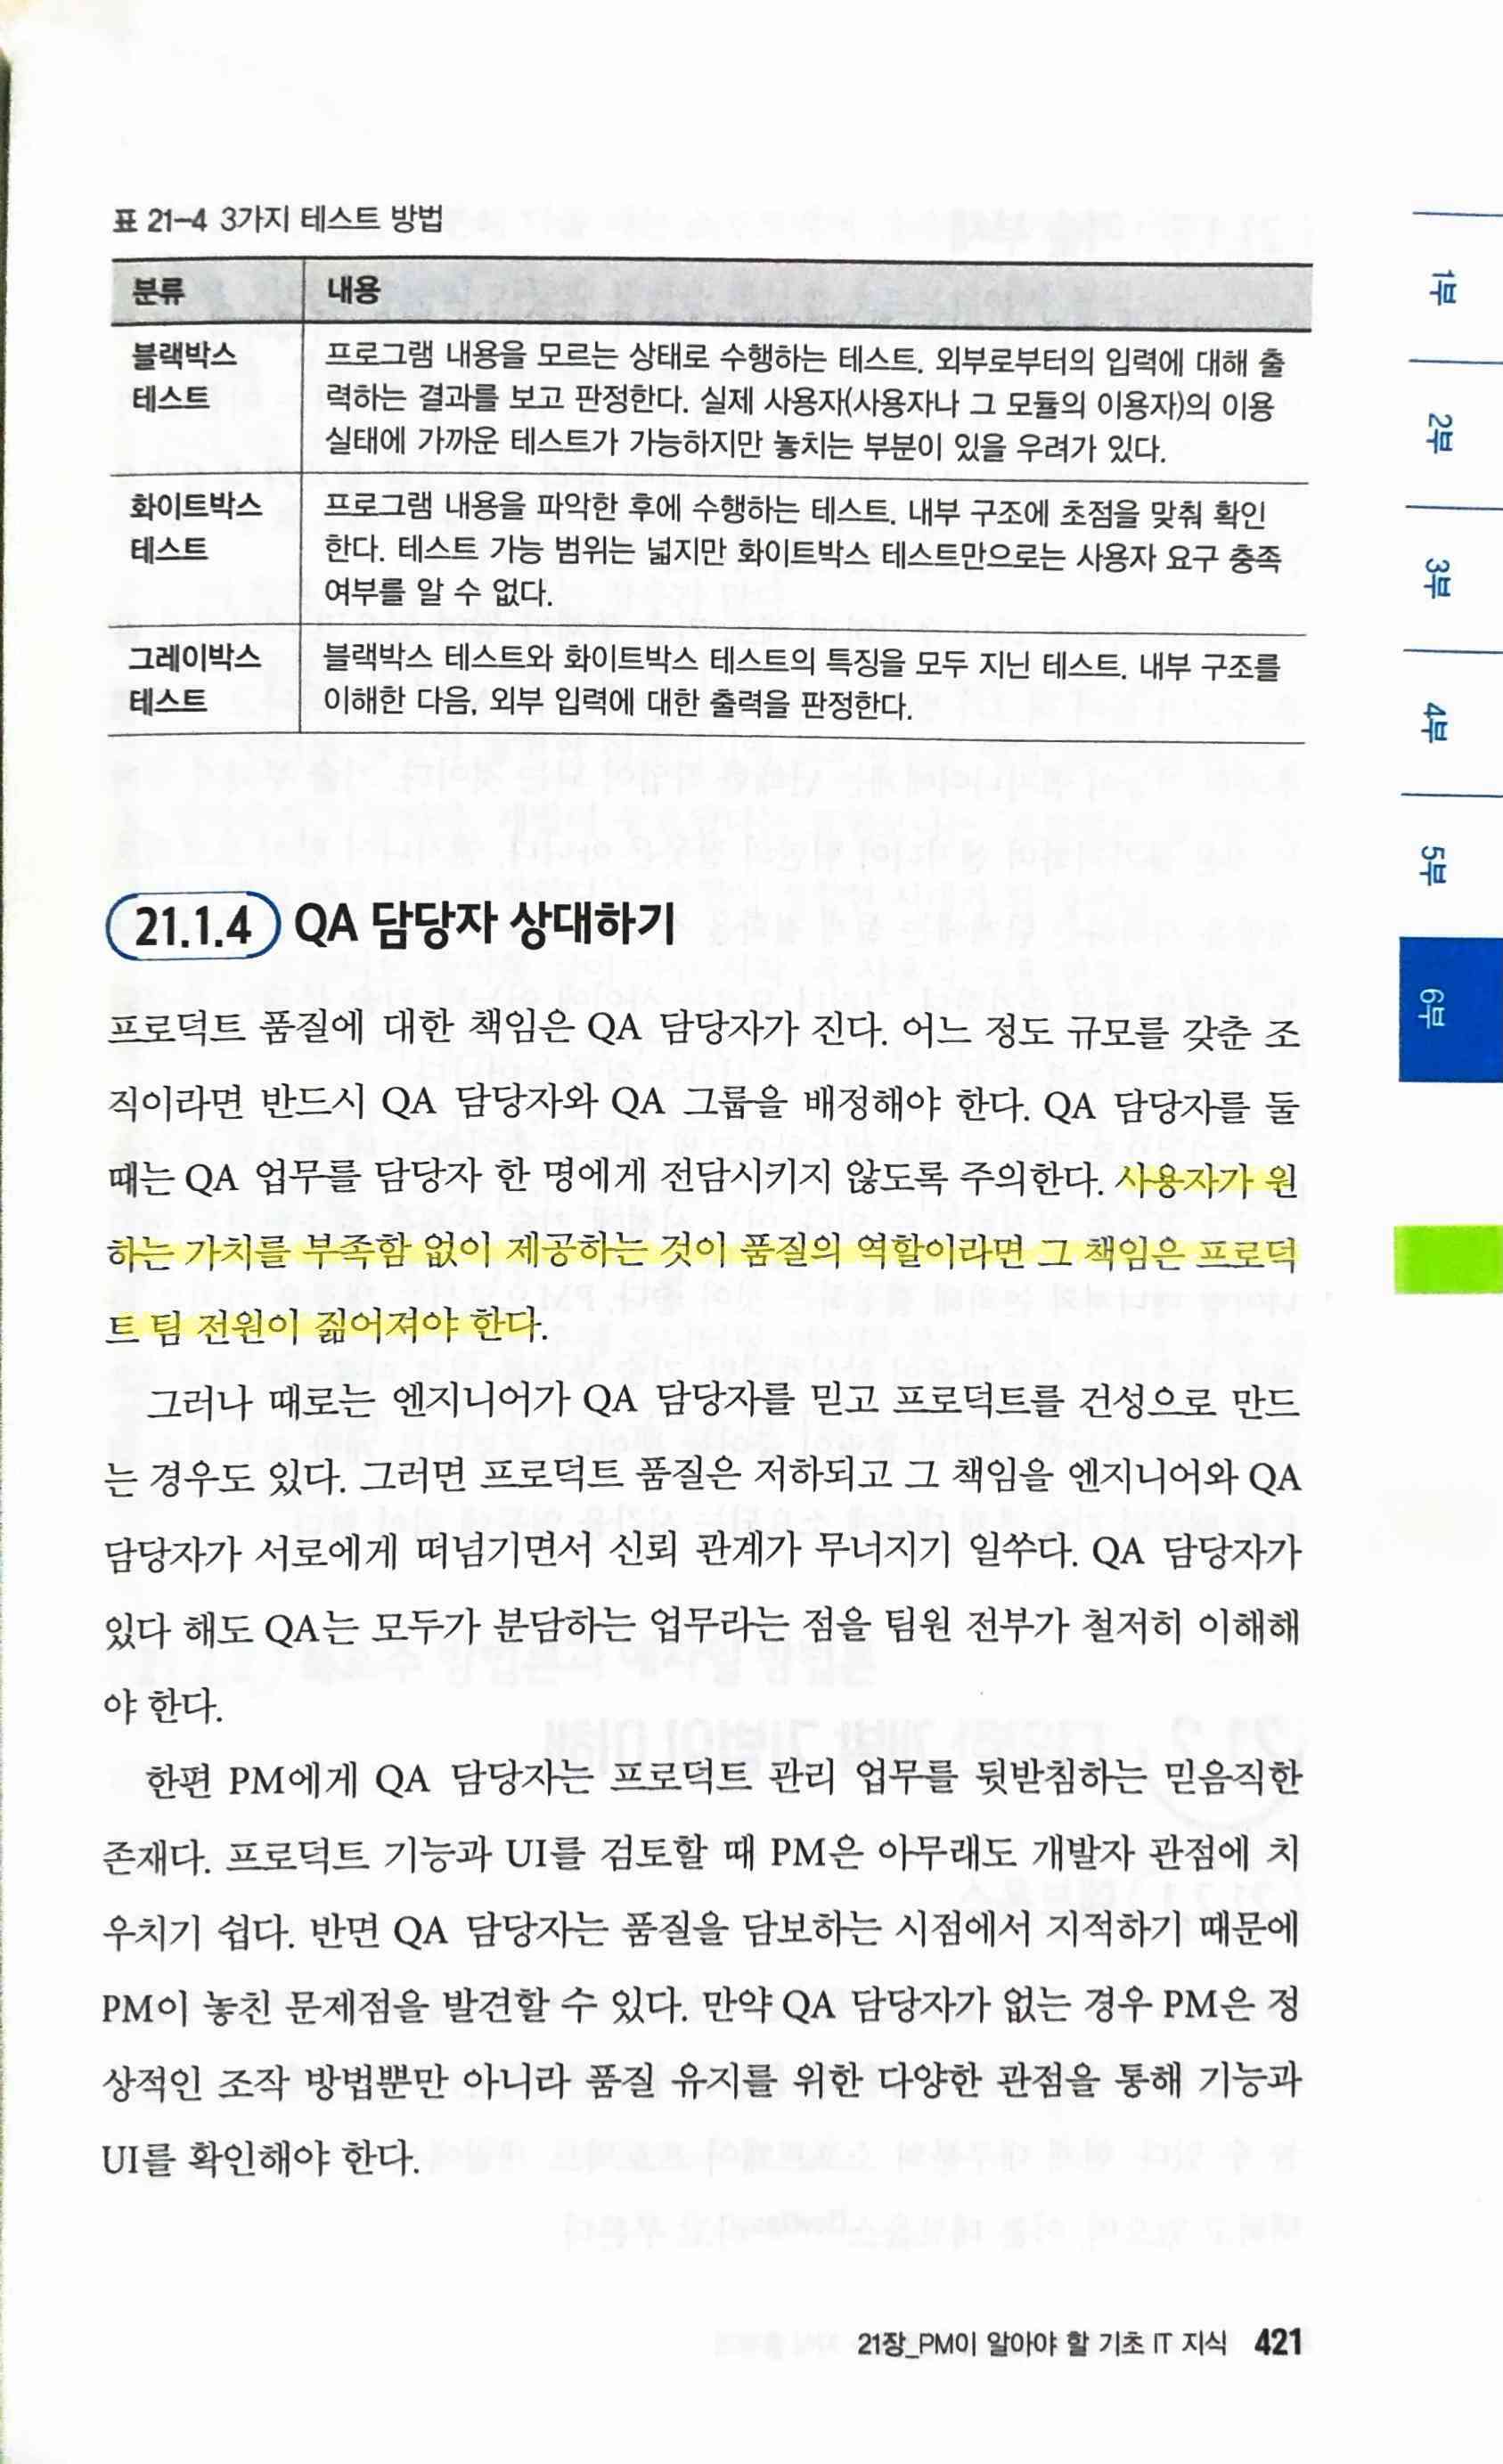 표 21-4 3가지 테스트 방법
분류 내용
블랙박스 프로그램 내용을 모르는 상태로 수행하는 테스트. 외부로부터의 입력에 대해 출
테스트 력하는 결과를 보고 판정한다. 실제 사용자(사용자나 그 모듈의 이용자)의 이용
실태에 가까운 테스트가 가능하지만 놓치는 부분이 있을 우려가 있다.
화이트박스 프로그램 내용을 파악한 후에 수행하는 테스트. 내부 구조에 초점을 맞춰 확인
테스트 한다. 테스트 가능 범위는 넓지만 화이트박스 테스트만으로는 사용자 요구 충족
여부를 알 수 없다.
그레이박스 블랙박스 테스트와 화이트박스 테스트의 특징을 모두 지닌 테스트. 내부 구조를
테스트 이해한 다음, 외부 입력에 대한 출력을 판정한다.
21.1.4 QA 담당자 상대하기
프로덕트 품질에 대한 책임은 QA 담당자가 진다. 어느 정도 규모를 갖춘 조
직이라면 반드시 QA 담당자와 QA 그룹을 배정해야 한다. QA 담당자를 둘
때는 QA 업무를 담당자 한 명에게 전담시키지 않도록 주의한다. 사용자가 원
하는 가치를 부족함 없이 제공하는 것이 품질의 역할이라면 그 책임은 프로덕
트 팀 전원이 짊어져야 한다.
그러나 때로는 엔지니어가 QA 담당자를 믿고 프로덕트를 건성으로 만드
는 경우도 있다. 그러면 프로덕트 품질은 저하되고 그 책임을 엔지니어와 QA
담당자가 서로에게 떠넘기면서 신뢰 관계가 무너지기 일쑤다. QA 담당자가
있다 해도 QA는 모두가 분담하는 업무라는 점을 팀원 전부가 철저히 이해해
야 한다.
한편 PM에게 QA 담당자는 프로덕트 관리 업무를 뒷받침하는 믿음직한
존재다. 프로덕트 기능과 UI를 검토할 때 PM은 아무래도 개발자 관점에 치
우치기 쉽다. 반면 QA 담당자는 품질을 담보하는 시점에서 지적하기 때문에
PM이 놓친 문제점을 발견할 수 있다. 만약 QA 담당자가 없는 경우 PM은 정
상적인 조작 방법뿐만 아니라 품질 유지를 위한 다양한 관점을 통해 기능과
UI를 확인해야 한다.
21장_PM이 알아야 할 기초 IT 지식 421
1부
2부
3부
4부
5부
6부